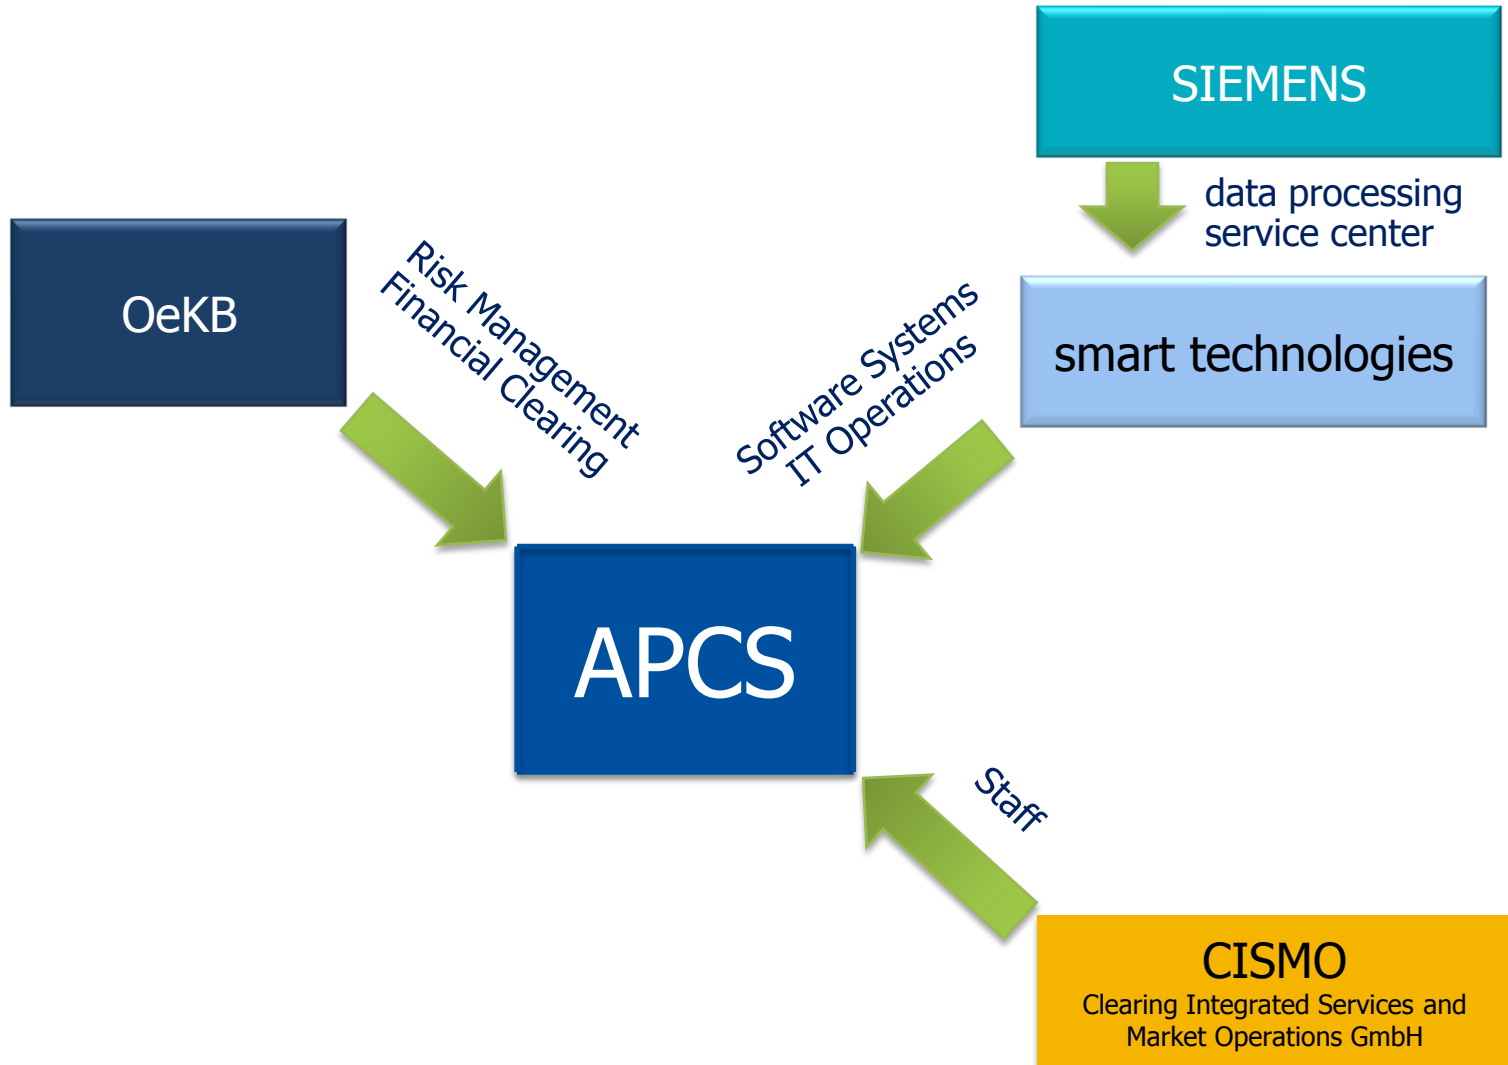 SIEMENS
data processing
service center
OeKB
Risk Management
Financial Clearing
Software Systems
IT Operations
smart technologies
APCS
Staff
CISMO
Clearing Integrated Services and
Market Operations GmbH